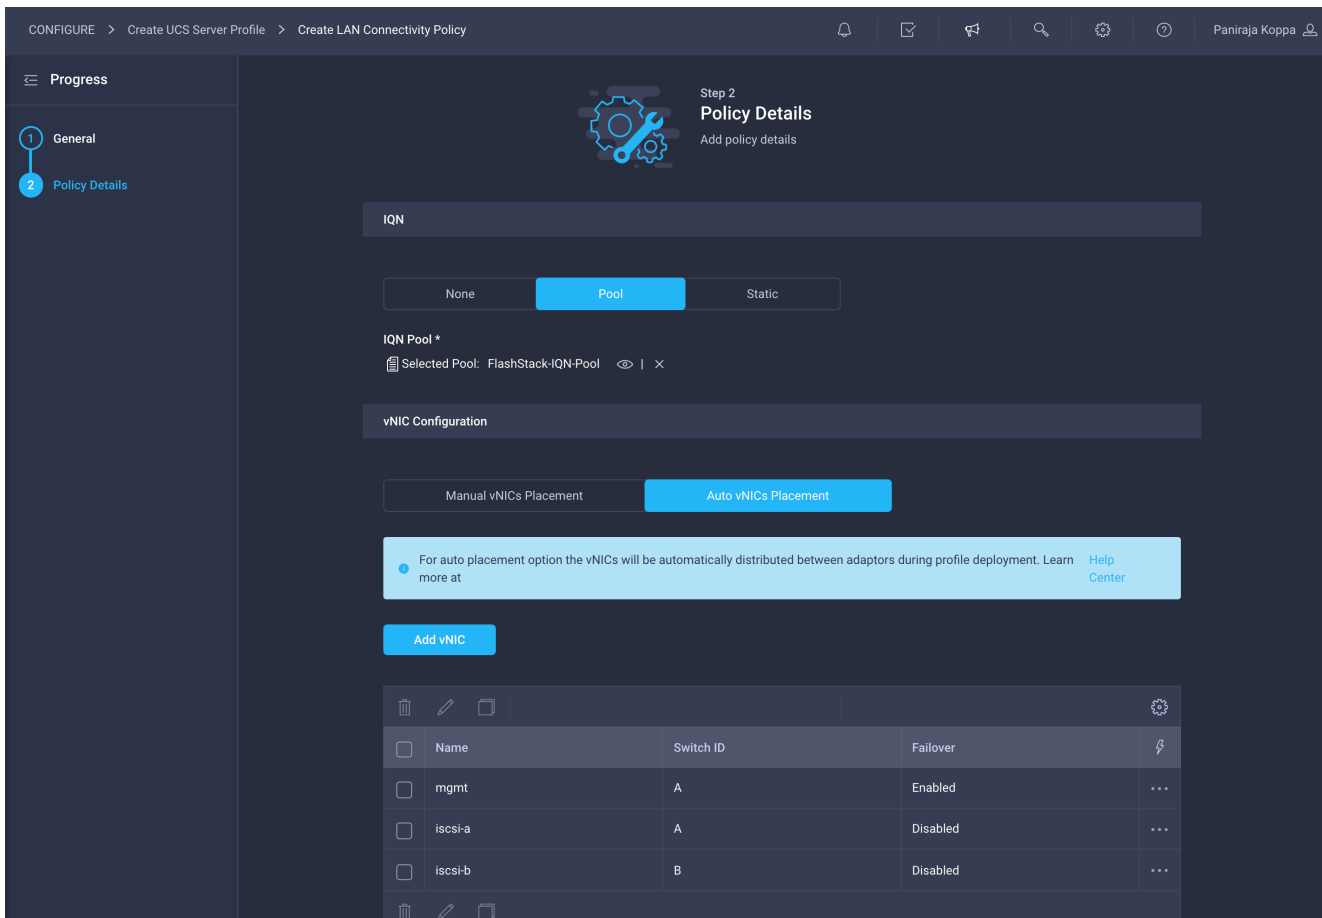 CONFIGURE > Create UCS Server Profile > Create LAN Connectivity Policy
Paniraja Koppa
Progress
1 General
2 Policy Details
Step 2
Policy Details
Add policy details
IQN
None Pool Static
IQN Pool *
Selected Pool: FlashStack-IQN-Pool | ×
vNIC Configuration
Manual vNICs Placement Auto vNICs Placement
For auto placement option the vNICs will be automatically distributed between adaptors during profile deployment. Learn Help
more at Center
Add vNIC
Name Switch ID Failover
mgmt A Enabled
iscsi-a A Disabled
iscsi-b B Disabled